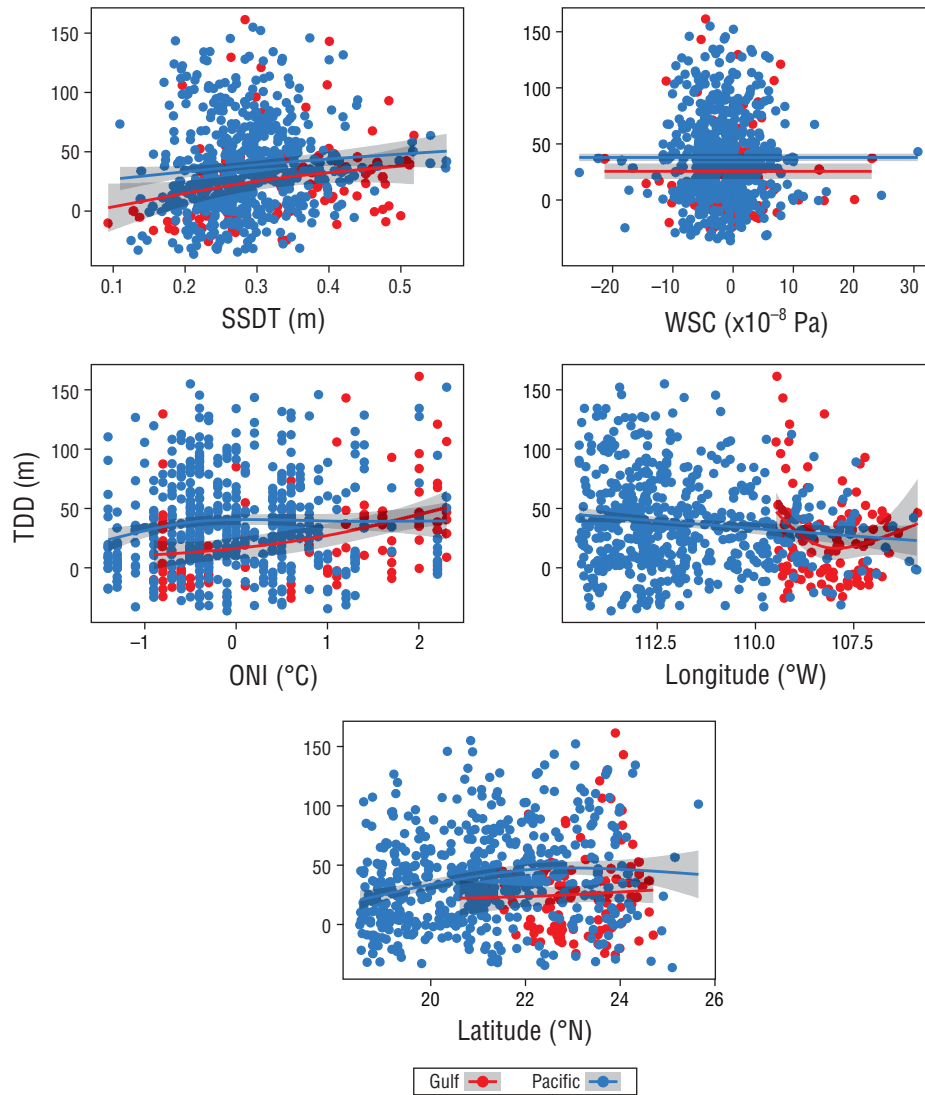 150
100
50
0
0.1 0.2 0.3 0.4 0.5
SSDT (m)
150
100
50
0
−20 −10 0 10 20 30
WSC (x10⁻⁸ Pa)
TDD (m)
150
100
50
0
−1 0 1 2
ONI (°C)
150
100
50
0
112.5 110.0 107.5
Longitude (°W)
150
100
50
0
20 22 24 26
Latitude (°N)
Gulf Pacific